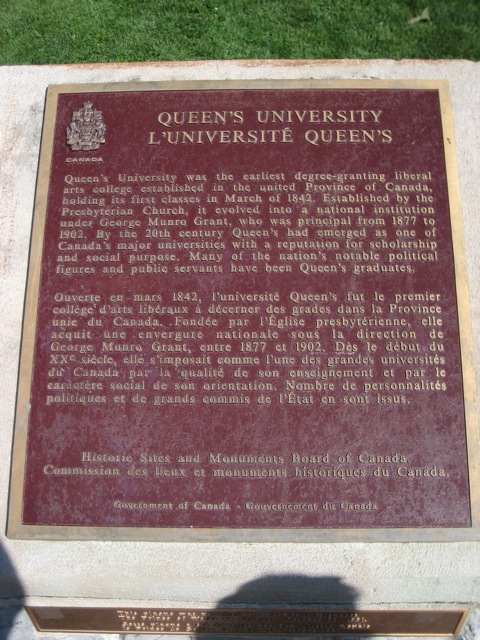 CANADA
QUEEN'S UNIVERSITY
L'UNIVERSITÉ QUEEN'S
Queen's University was the earliest degree-granting liberal
arts college established in the united Province of Canada,
holding its first classes in March of 1842. Established by the
Presbyterian Church, it evolved into a national institution
under George Munro Grant, who was principal from 1877 to
1902. By the 20th century Queen's had emerged as one of
Canada's major universities with a reputation for scholarship
and social purpose. Many of the nation's notable political
figures and public servants have been Queen's graduates.
Ouverte en mars 1842, l'université Queen's fut le premier
collège d'arts libéraux à décerner des grades dans la Province
unie du Canada. Fondée par l'Église presbytérienne, elle
acquit une envergure nationale sous la direction de
George Munro Grant, entre 1877 et 1902. Dès le début du
XXe siècle, elle s'imposait comme l'une des grandes universités
du Canada par la qualité de son enseignement et par le
caractère social de son orientation. Nombre de personnalités
politiques et de grands commis de l'État en sont issus.
Historic Sites and Monuments Board of Canada.
Commission des lieux et monuments historiques du Canada.
Government of Canada - Gouvernement du Canada
This plaque was